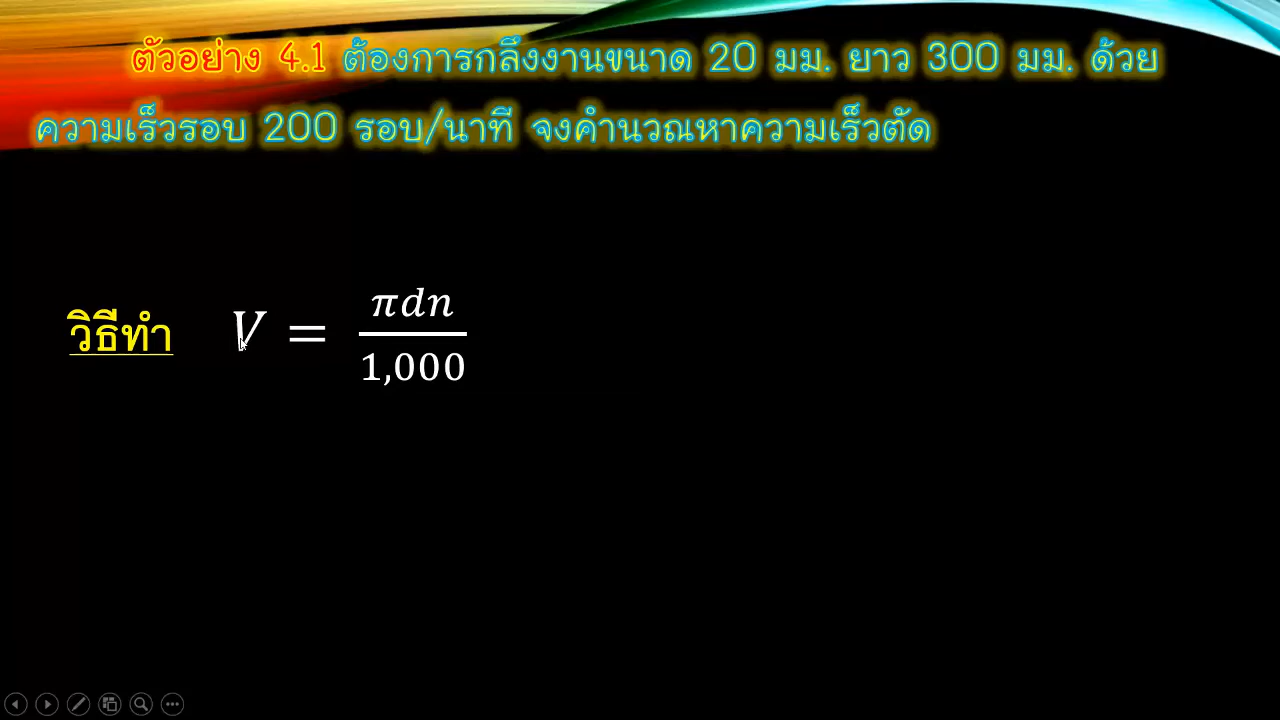 ตัวอย่าง 4.1 ต้องการกลึงงานขนาด 20 มม. ยาว 300 มม. ด้วย
ความเร็วรอบ 200 รอบ/นาที จงคำนวณหาความเร็วตัด
วิธีทำ V = πdn / 1,000